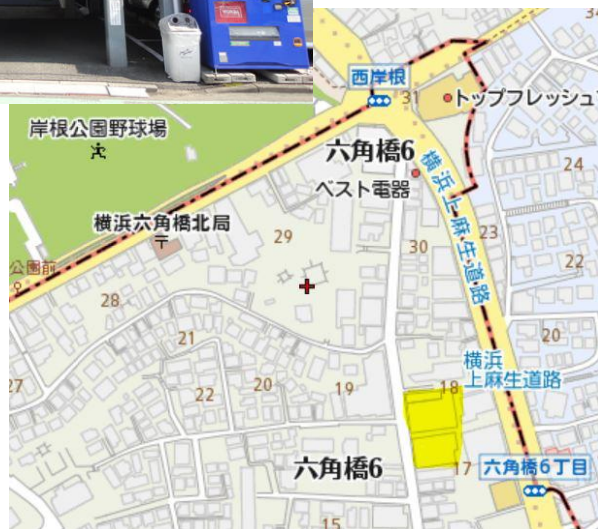 西岸根
31
トップフレッシュ
34
岸根公園野球場
六角橋6
ベスト電器
24
横浜上麻生道路
横浜六角橋北局
〒
29
30
23
22
公園前
28
21
20
横浜
上麻生道路
27
22
20
19
18
六角橋6
17
六角橋6丁目
15